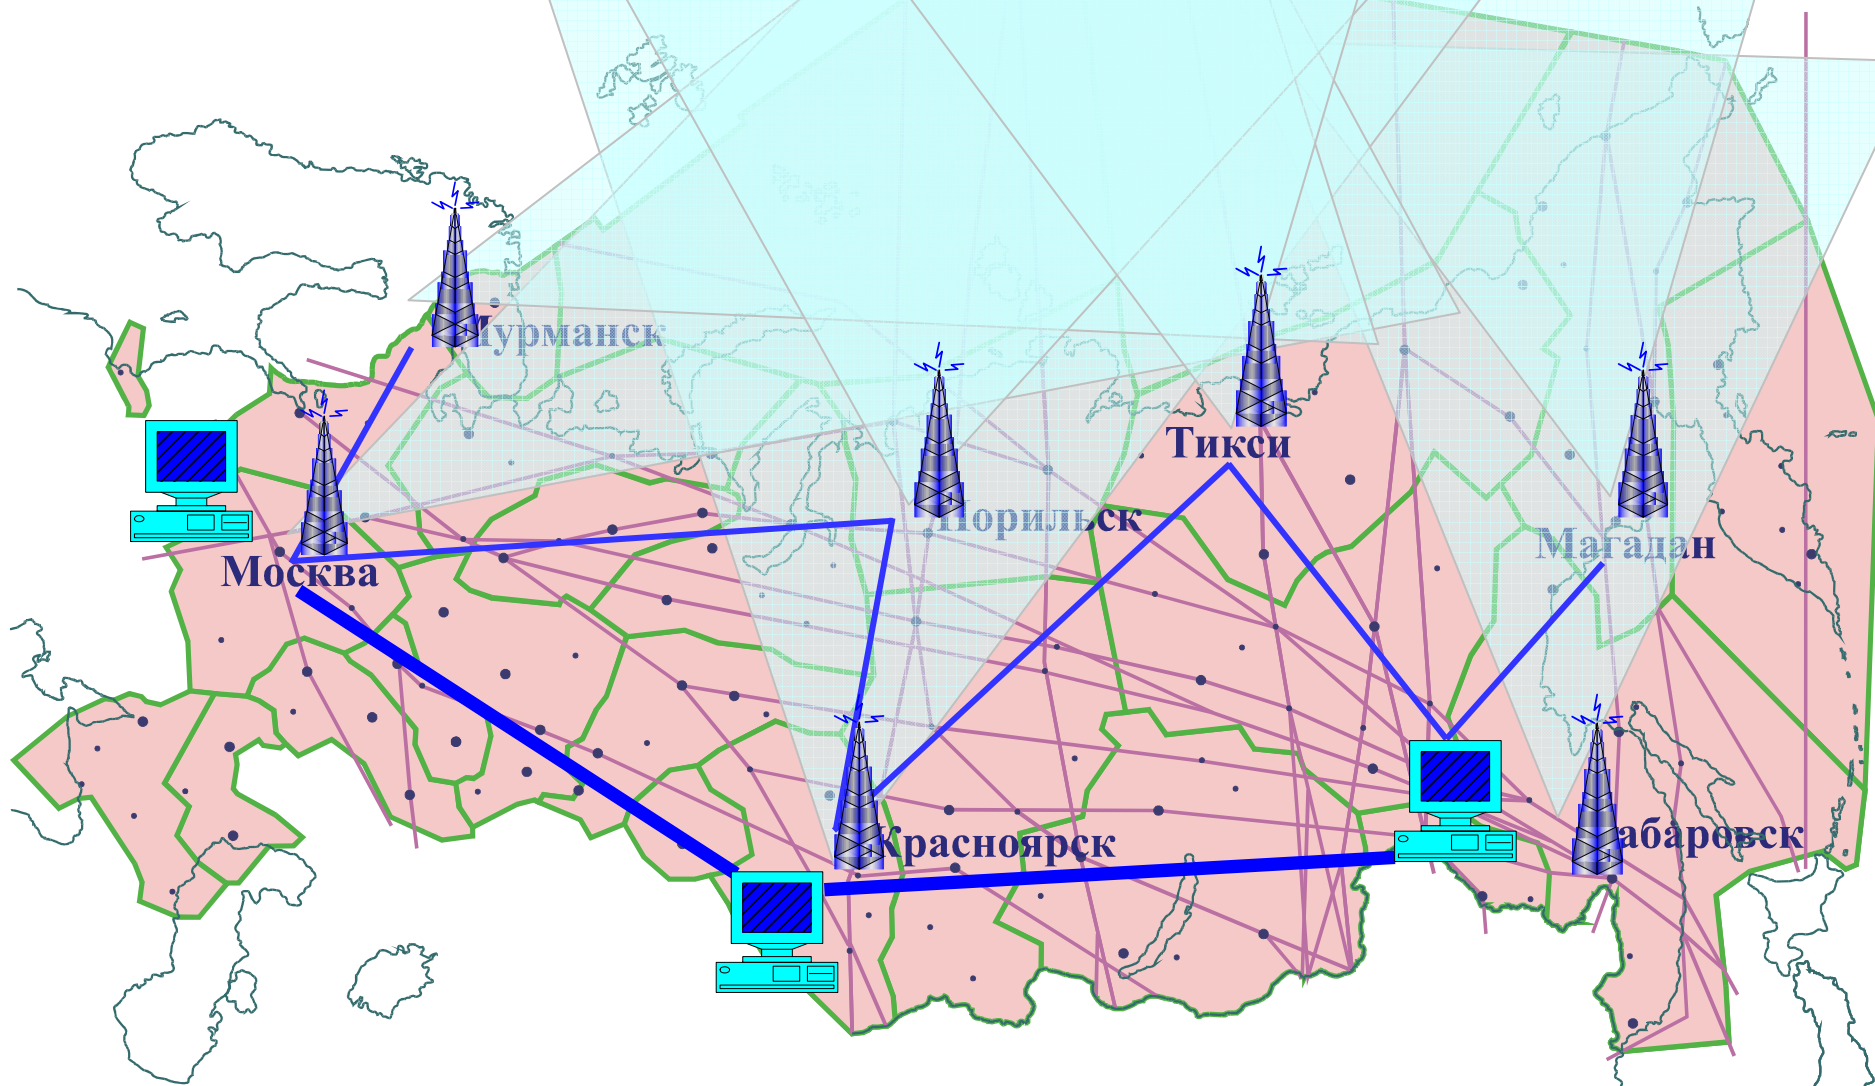 Мурманск
Тикси
Норильск
Магадан
Москва
Красноярск
Хабаровск